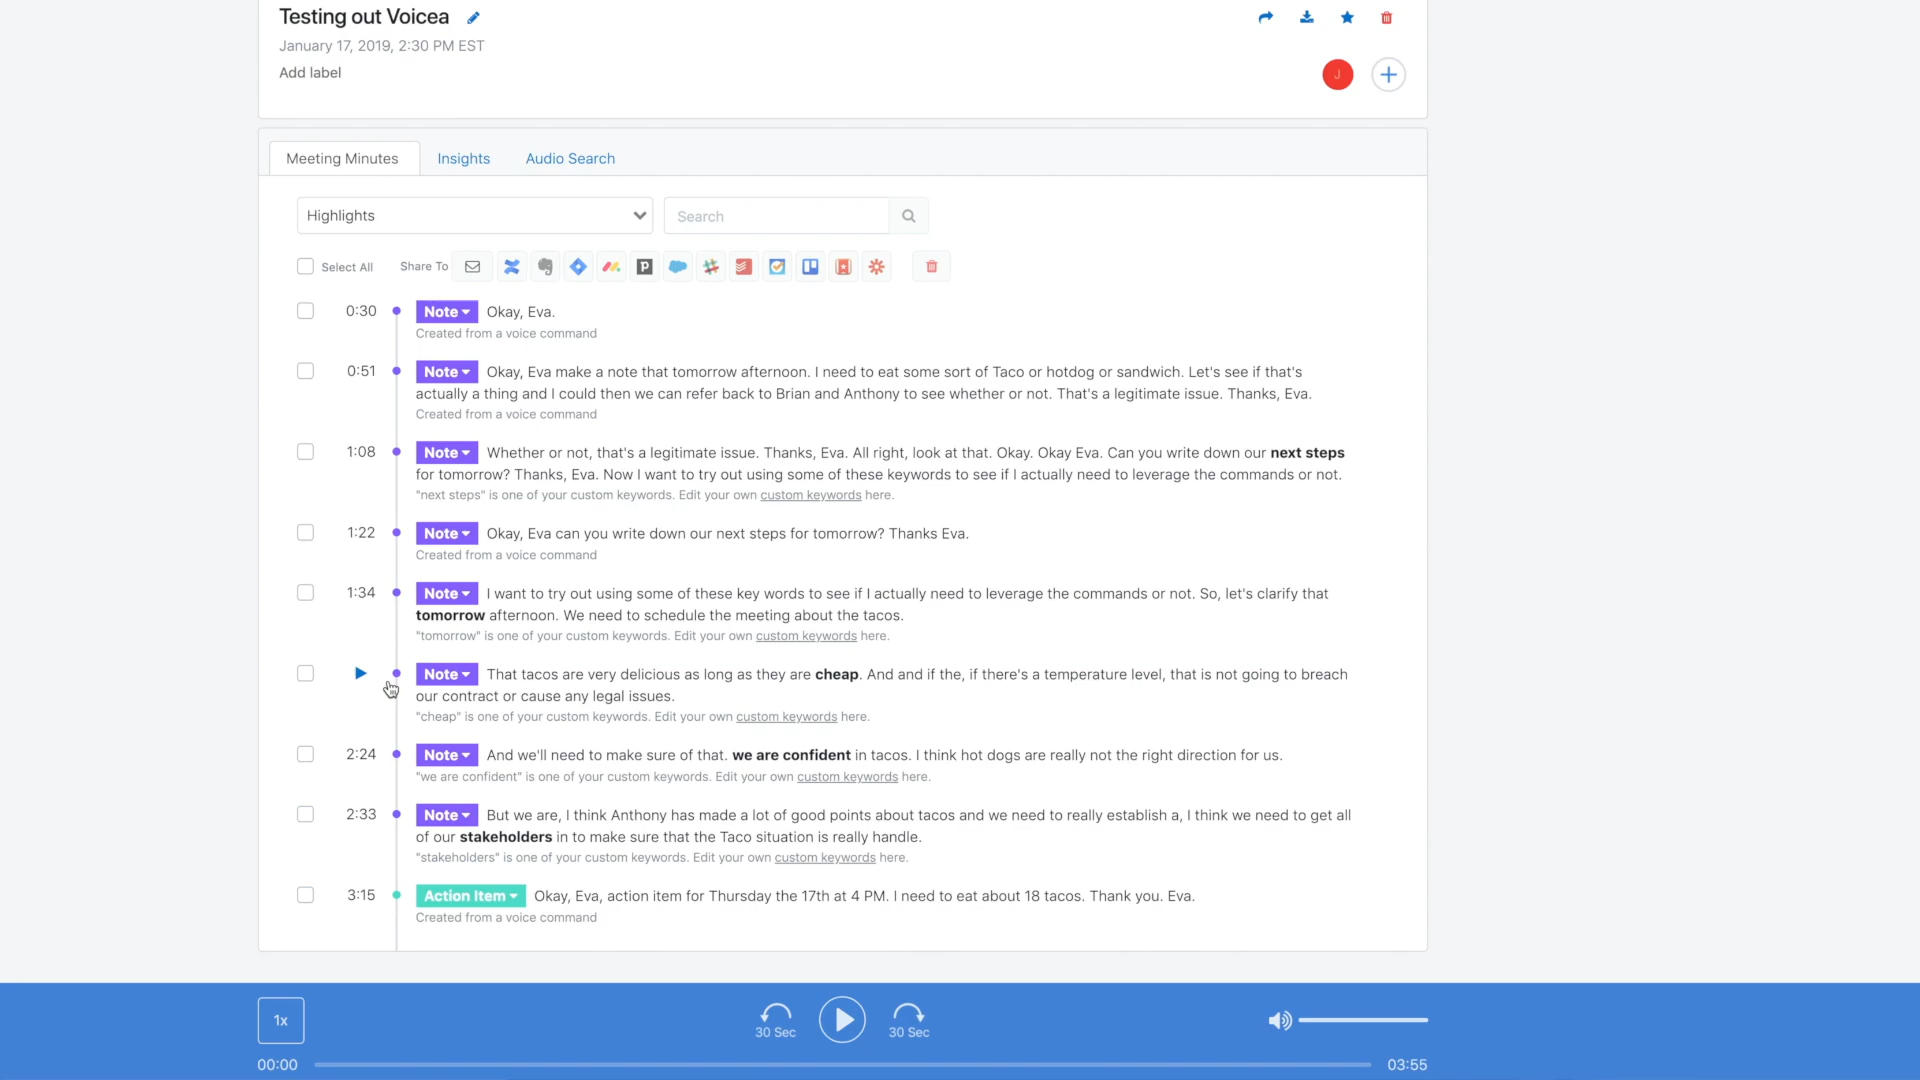 Testing out Voicea
January 17, 2019, 2:30 PM EST
Add label
J
Meeting Minutes
Insights
Audio Search
Highlights
Search
Select All
Share To
0:30
Note
Okay, Eva.
Created from a voice command
0:51
Note
Okay, Eva make a note that tomorrow afternoon. I need to eat some sort of Taco or hotdog or sandwich. Let's see if that's
actually a thing and I could then we can refer back to Brian and Anthony to see whether or not. That's a legitimate issue. Thanks, Eva.
Created from a voice command
1:08
Note
Whether or not, that's a legitimate issue. Thanks, Eva. All right, look at that. Okay. Okay Eva. Can you write down our next steps
for tomorrow? Thanks, Eva. Now I want to try out using some of these keywords to see if I actually need to leverage the commands or not.
"next steps" is one of your custom keywords. Edit your own custom keywords here.
1:22
Note
Okay, Eva can you write down our next steps for tomorrow? Thanks Eva.
Created from a voice command
1:34
Note
I want to try out using some of these key words to see if I actually need to leverage the commands or not. So, let's clarify that
tomorrow afternoon. We need to schedule the meeting about the tacos.
"tomorrow" is one of your custom keywords. Edit your own custom keywords here.
Note
That tacos are very delicious as long as they are cheap. And and if the, if there's a temperature level, that is not going to breach
our contract or cause any legal issues.
"cheap" is one of your custom keywords. Edit your own custom keywords here.
2:24
Note
And we'll need to make sure of that. we are confident in tacos. I think hot dogs are really not the right direction for us.
"we are confident" is one of your custom keywords. Edit your own custom keywords here.
2:33
Note
But we are, I think Anthony has made a lot of good points about tacos and we need to really establish a, I think we need to get all
of our stakeholders in to make sure that the Taco situation is really handle.
"stakeholders" is one of your custom keywords. Edit your own custom keywords here.
3:15
Action Item
Okay, Eva, action item for Thursday the 17th at 4 PM. I need to eat about 18 tacos. Thank you. Eva.
Created from a voice command
1x
30 Sec
30 Sec
00:00
03:55